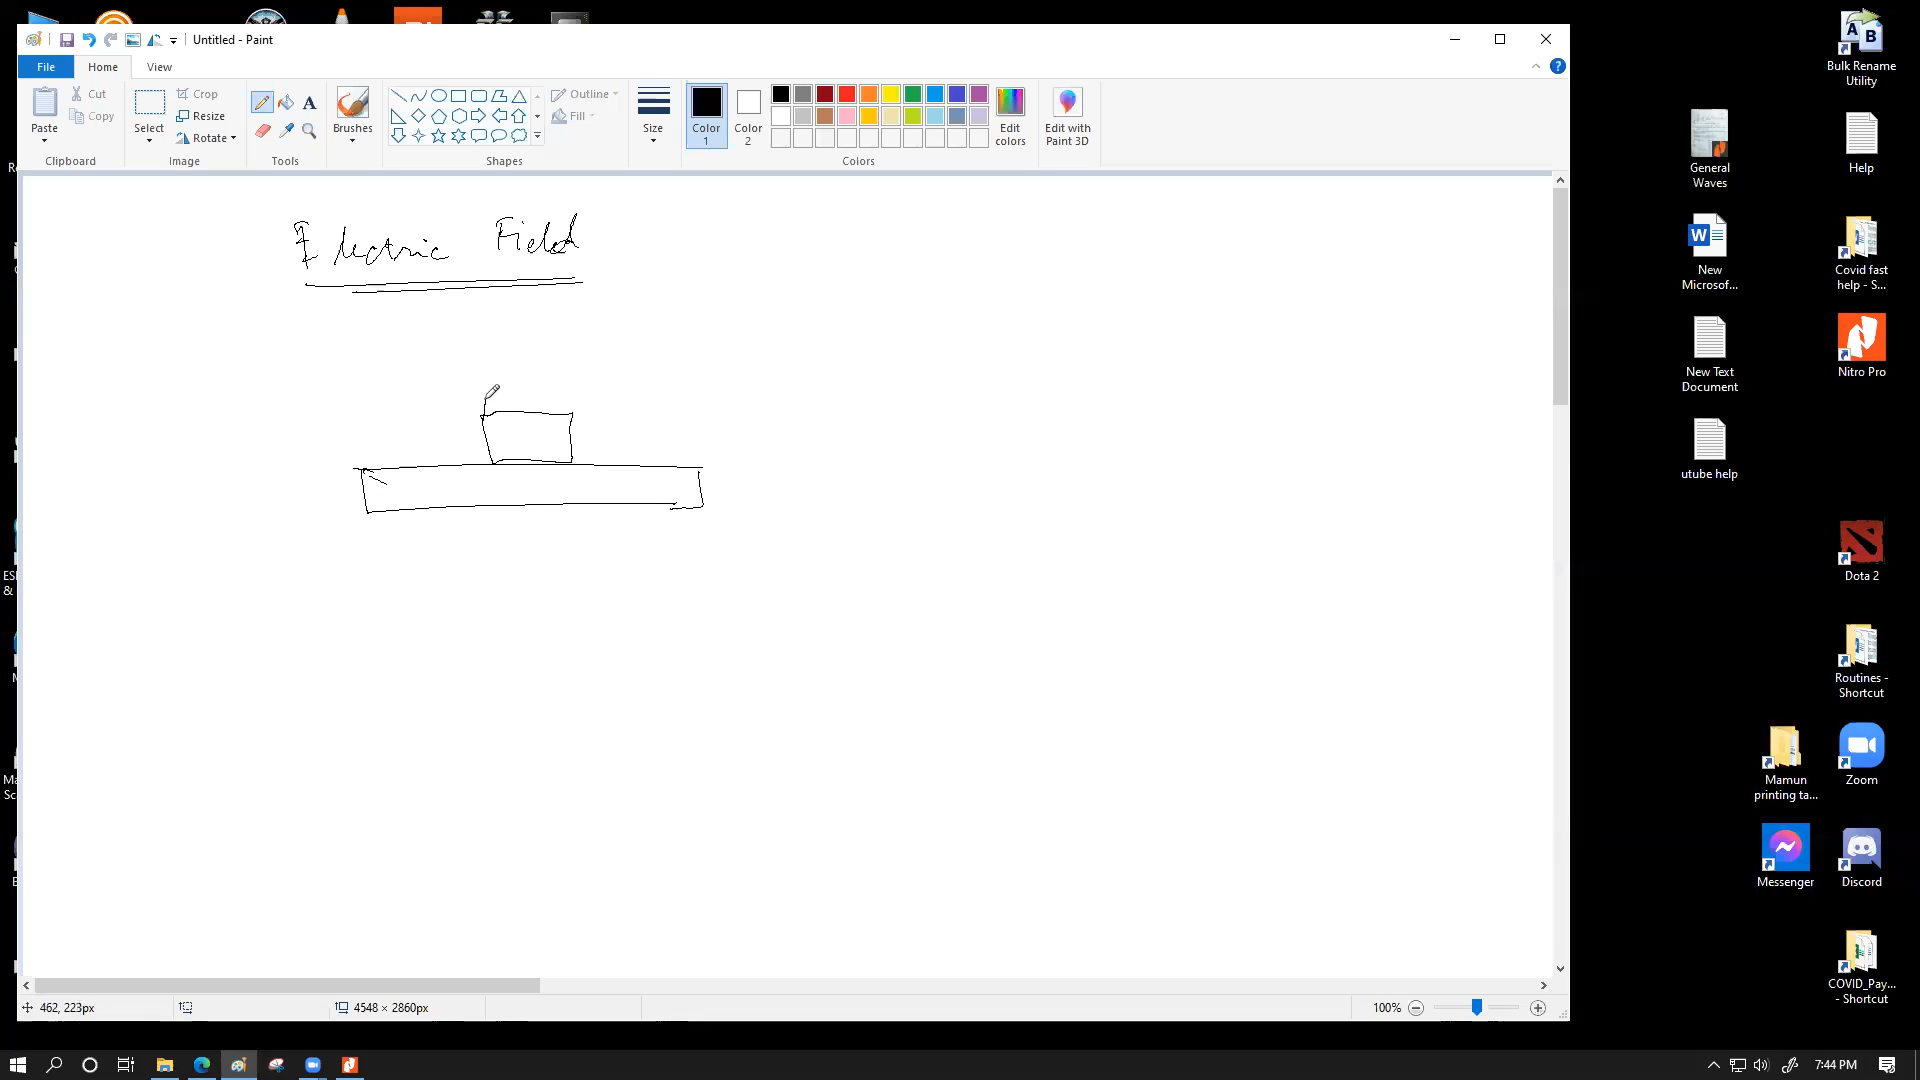 Untitled - Paint
File Home View
Paste
Cut
Copy
Clipboard
Select
Crop
Resize
Rotate
Image
Tools
Brushes
Shapes
Outline
Fill
Size
Color 1
Color 2
Edit colors
Colors
Edit with Paint 3D
Electric Field
462, 223px
4548 × 2860px
100%
Bulk Rename Utility
General Waves
Help
New Microsof...
Covid fast help - S...
New Text Document
Nitro Pro
utube help
Dota 2
Routines - Shortcut
Mamun printing ta...
Zoom
Messenger
Discord
COVID_Pay... - Shortcut
7:44 PM